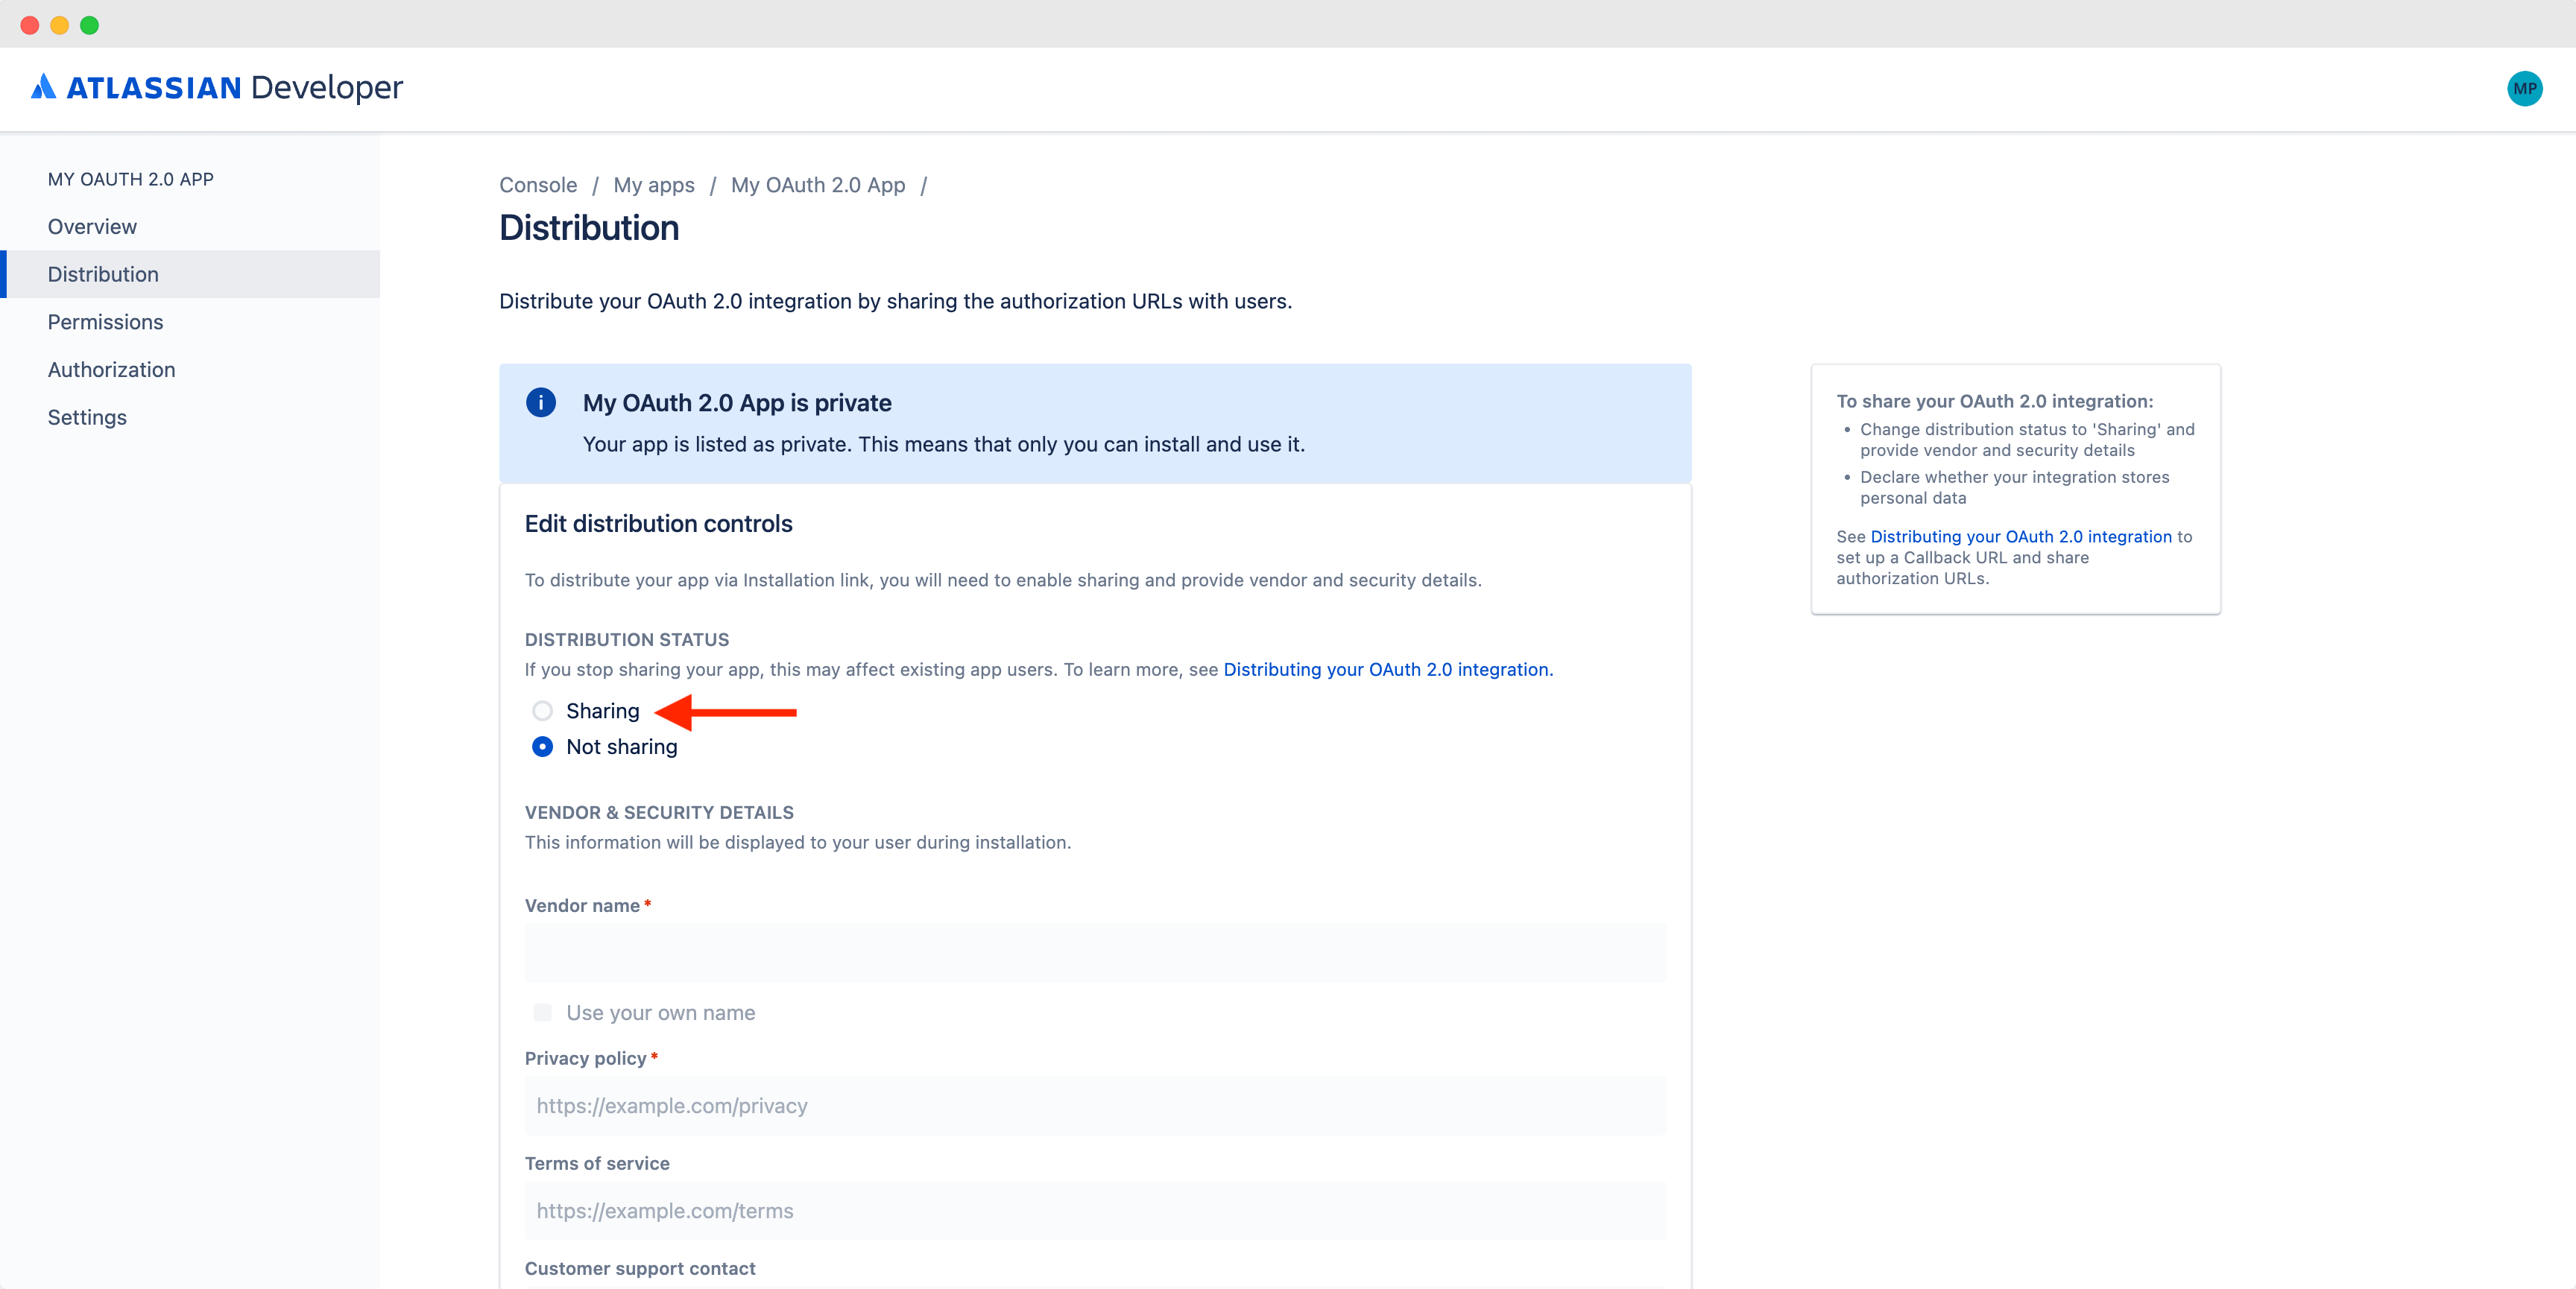 ATLASSIAN Developer
MP
MY OAUTH 2.0 APP
Overview
Distribution
Permissions
Authorization
Settings
Console / My apps / My OAuth 2.0 App /
Distribution
Distribute your OAuth 2.0 integration by sharing the authorization URLs with users.
My OAuth 2.0 App is private
Your app is listed as private. This means that only you can install and use it.
Edit distribution controls
To distribute your app via Installation link, you will need to enable sharing and provide vendor and security details.
DISTRIBUTION STATUS
If you stop sharing your app, this may affect existing app users. To learn more, see Distributing your OAuth 2.0 integration.
Sharing
Not sharing
VENDOR & SECURITY DETAILS
This information will be displayed to your user during installation.
Vendor name *
Use your own name
Privacy policy *
https://example.com/privacy
Terms of service
https://example.com/terms
Customer support contact
To share your OAuth 2.0 integration:
• Change distribution status to 'Sharing' and
provide vendor and security details
• Declare whether your integration stores
personal data
See Distributing your OAuth 2.0 integration to
set up a Callback URL and share
authorization URLs.